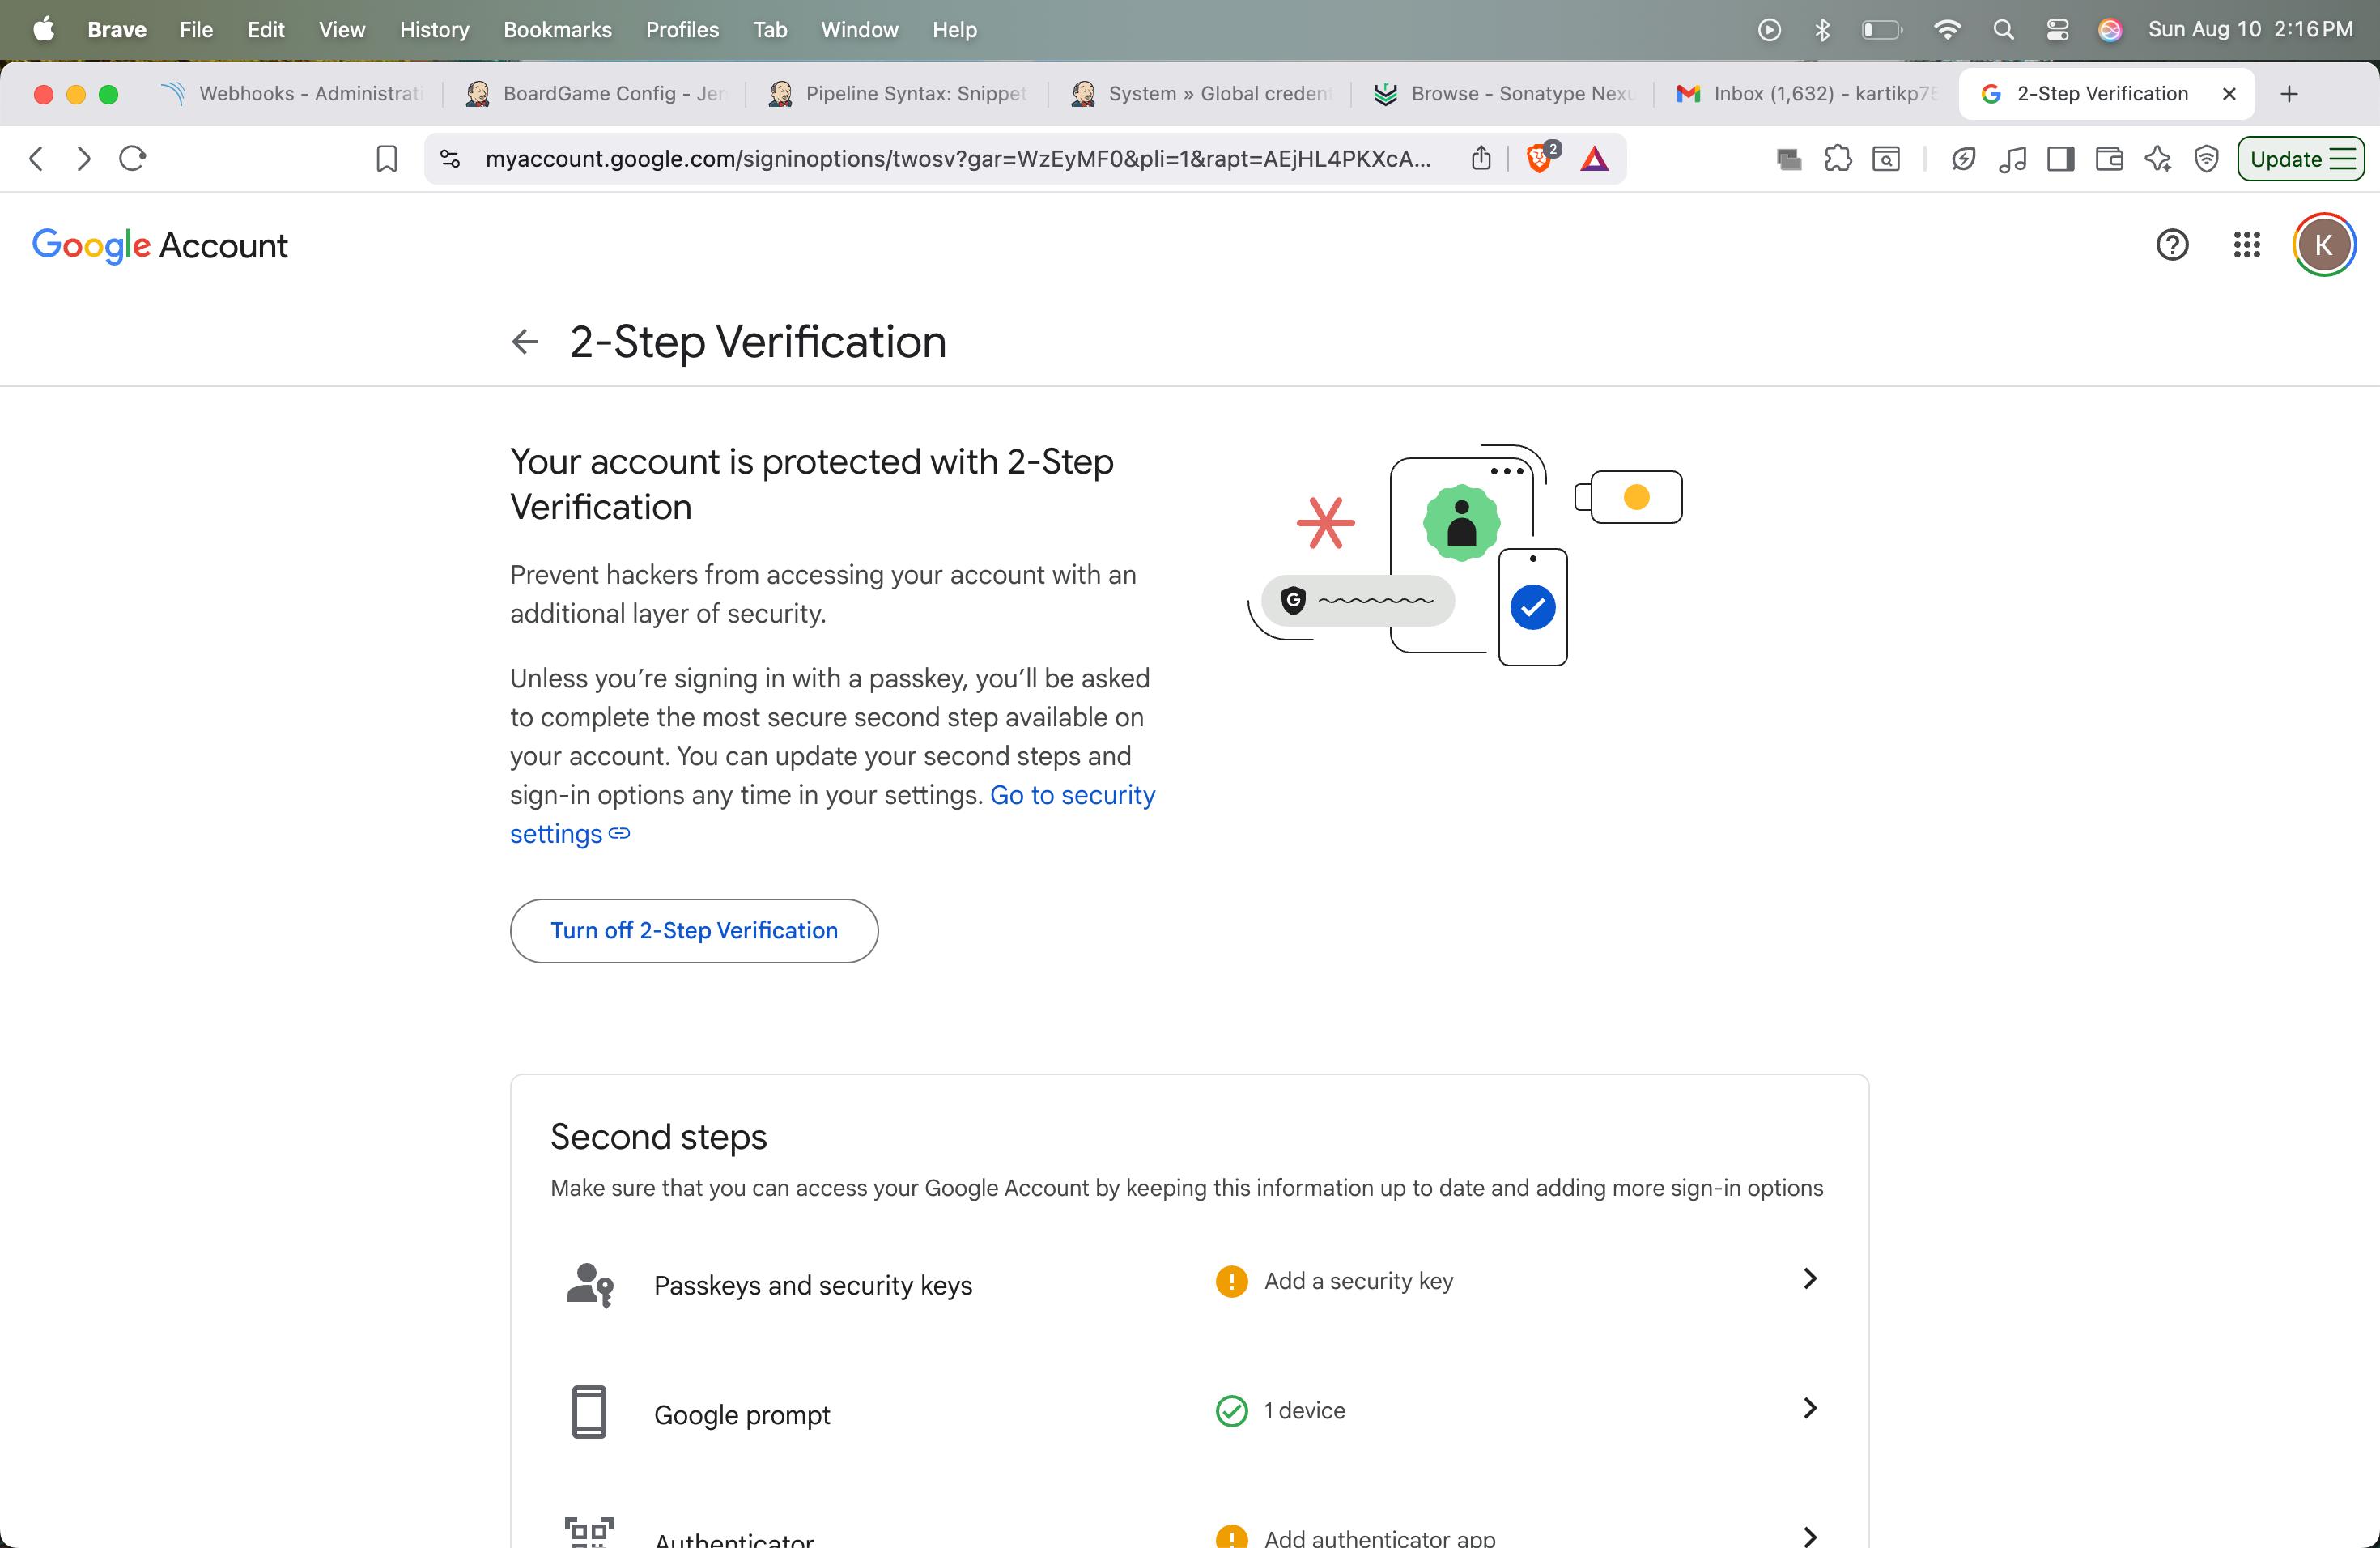 Brave File Edit View History Bookmarks Profiles Tab Window Help Sun Aug 10 2:16 PM
Webhooks - Administrati BoardGame Config - Jen Pipeline Syntax: Snippet System » Global creden Browse - Sonatype Nexu Inbox (1,632) - kartikp75 2-Step Verification
myaccount.google.com/signinoptions/twosv?gar=WzEyMF0&pli=1&rapt=AEjHL4PKXcA... 2 Update
Google Account K
2-Step Verification
Your account is protected with 2-Step
Verification
Prevent hackers from accessing your account with an
additional layer of security.
Unless you’re signing in with a passkey, you’ll be asked
to complete the most secure second step available on
your account. You can update your second steps and
sign-in options any time in your settings. Go to security
settings
G
Turn off 2-Step Verification
Second steps
Make sure that you can access your Google Account by keeping this information up to date and adding more sign-in options
Passkeys and security keys Add a security key
Google prompt 1 device
Authenticator Add authenticator app